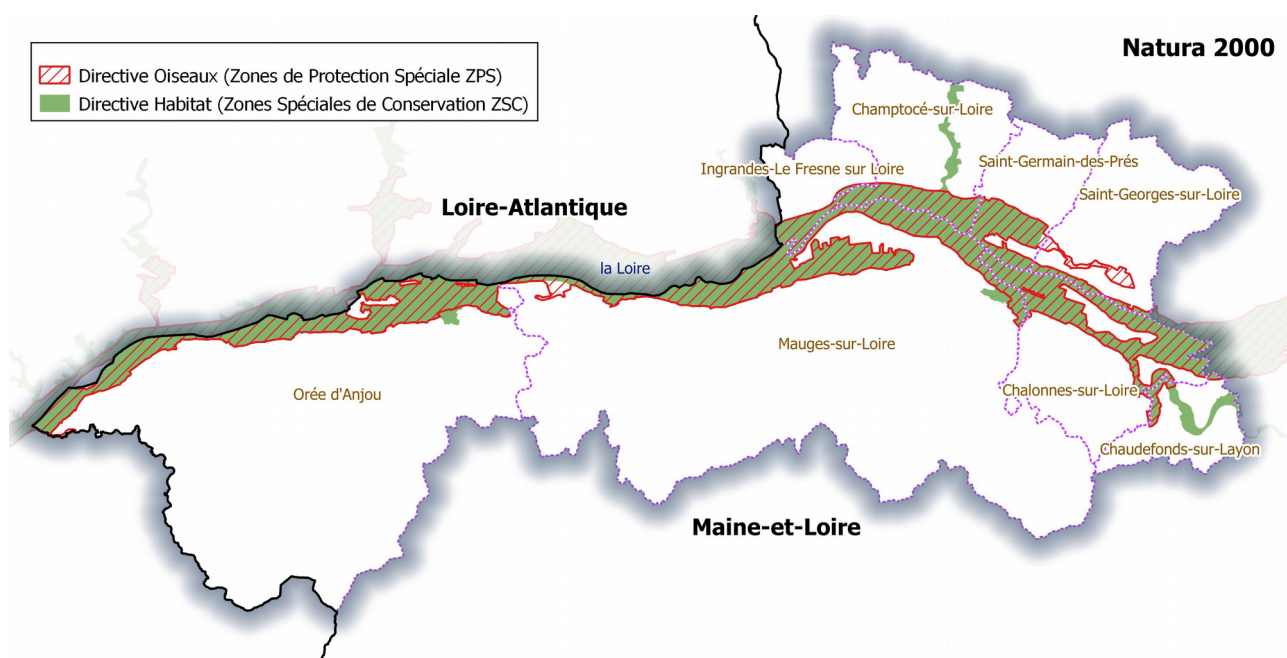 Natura 2000
Directive Oiseaux (Zones de Protection Spéciale ZPS)
Directive Habitat (Zones Spéciales de Conservation ZSC)
Champtocé-sur-Loire
Saint-Germain-des-Prés
Ingrandes-Le Fresne sur Loire
Saint-Georges-sur-Loire
Loire-Atlantique
la Loire
Mauges-sur-Loire
Orée d'Anjou
Chalonnes-sur-Loire
Chaudefonds-sur-Layon
Maine-et-Loire